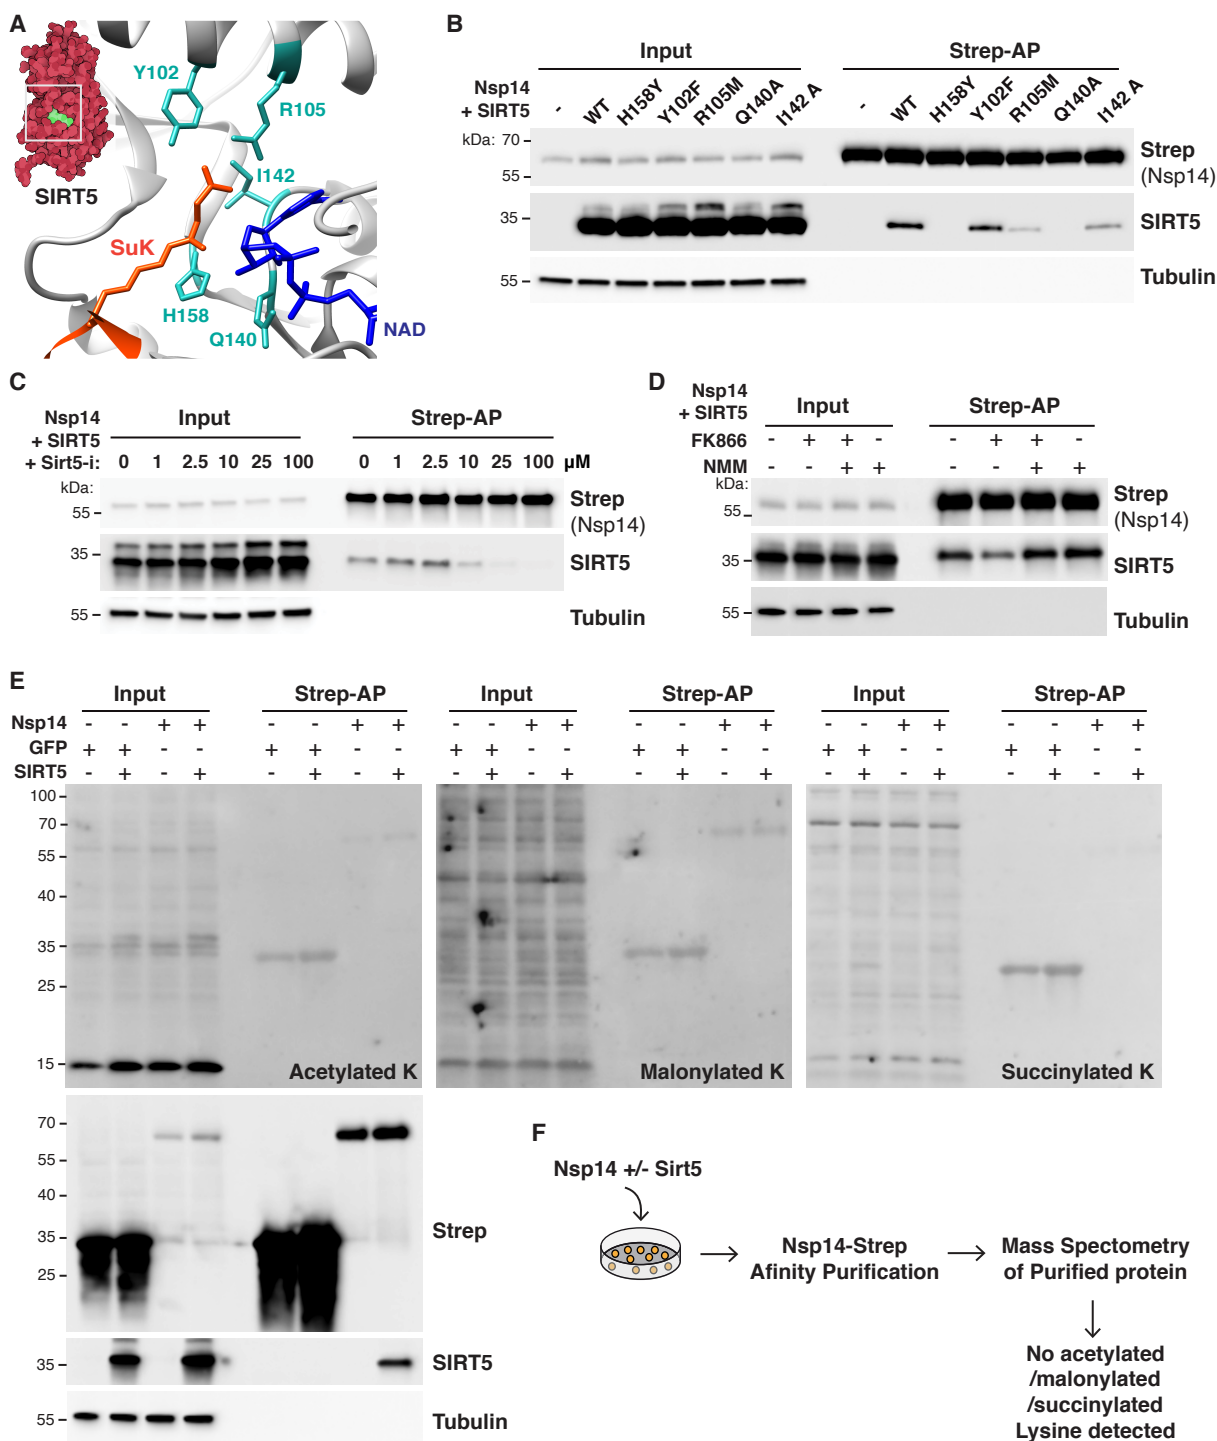 A
Y102
R105
I142
SIRT5
SuK
H158
Q140
NAD
B
Input
Strep-AP
Nsp14
+ SIRT5
- WT H158Y Y102F R105M Q140A I142A
- WT H158Y Y102F R105M Q140A I142 A
kDa: 70
55
Strep
(Nsp14)
35
SIRT5
55
Tubulin
C
Nsp14
+ SIRT5
+ Sirt5-i:
Input
Strep-AP
0 1 2.5 10 25 100
0 1 2.5 10 25 100 µM
kDa:
55
Strep
(Nsp14)
35
SIRT5
55
Tubulin
D
Nsp14
+ SIRT5
Input
Strep-AP
FK866 - + + - - + + -
NMM - - + + - - + +
kDa:
55
Strep
(Nsp14)
35
SIRT5
55
Tubulin
E
Input Strep-AP Input Strep-AP Input Strep-AP
Nsp14 - - + + - - + + - - + + - - + + - - + + - - + +
GFP + + - - + + - - + + - - + + - - + + - - + + - -
SIRT5 - + - + - + - + - + - + - + - + - + - + - + - +
100
70
55
40
35
25
15
Acetylated K
Malonylated K
Succinylated K
70
55
40
35
25
Strep
35
SIRT5
55
Tubulin
F
Nsp14 +/- Sirt5
Nsp14-Strep
Affinity Purification
Mass Spectometry
of Purified protein
No acetylated
/malonylated
/succinylated
Lysine detected